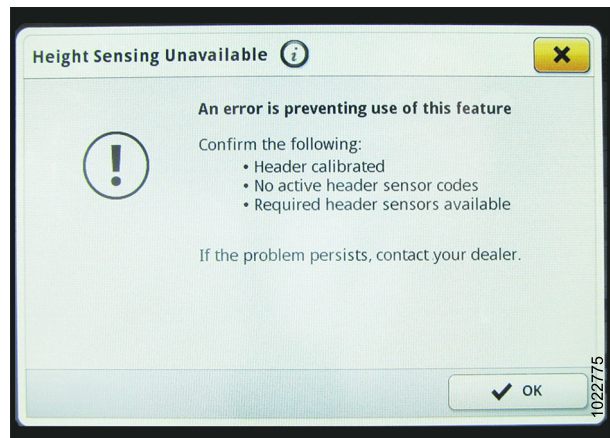 Height Sensing Unavailable
An error is preventing use of this feature
Confirm the following:
• Header calibrated
• No active header sensor codes
• Required header sensors available
If the problem persists, contact your dealer.
OK
1022775